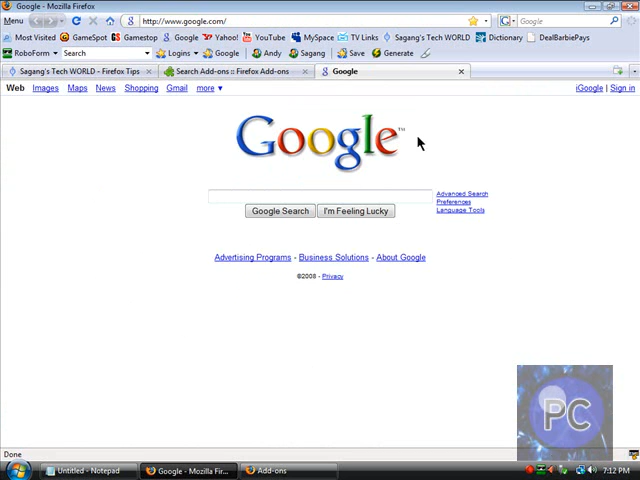 Google - Mozilla Firefox
Menu http://www.google.com/ Google
Most Visited GameSpot Gamestop Google Yahoo! YouTube MySpace TV Links Sagang's Tech WORLD Dictionary DealBarbiePays
RoboForm Search Logins Google Andy Sagang Save Generate
Sagang's Tech WORLD - Firefox Tips Search Add-ons :: Firefox Add-ons Google
Web Images Maps News Shopping Gmail more iGoogle | Sign in
Google™
Advanced Search
Preferences
Language Tools
Google Search I'm Feeling Lucky
Advertising Programs - Business Solutions - About Google
©2008 - Privacy
PC
Done
Untitled - Notepad Google - Mozilla Fir... Add-ons 7:12 PM